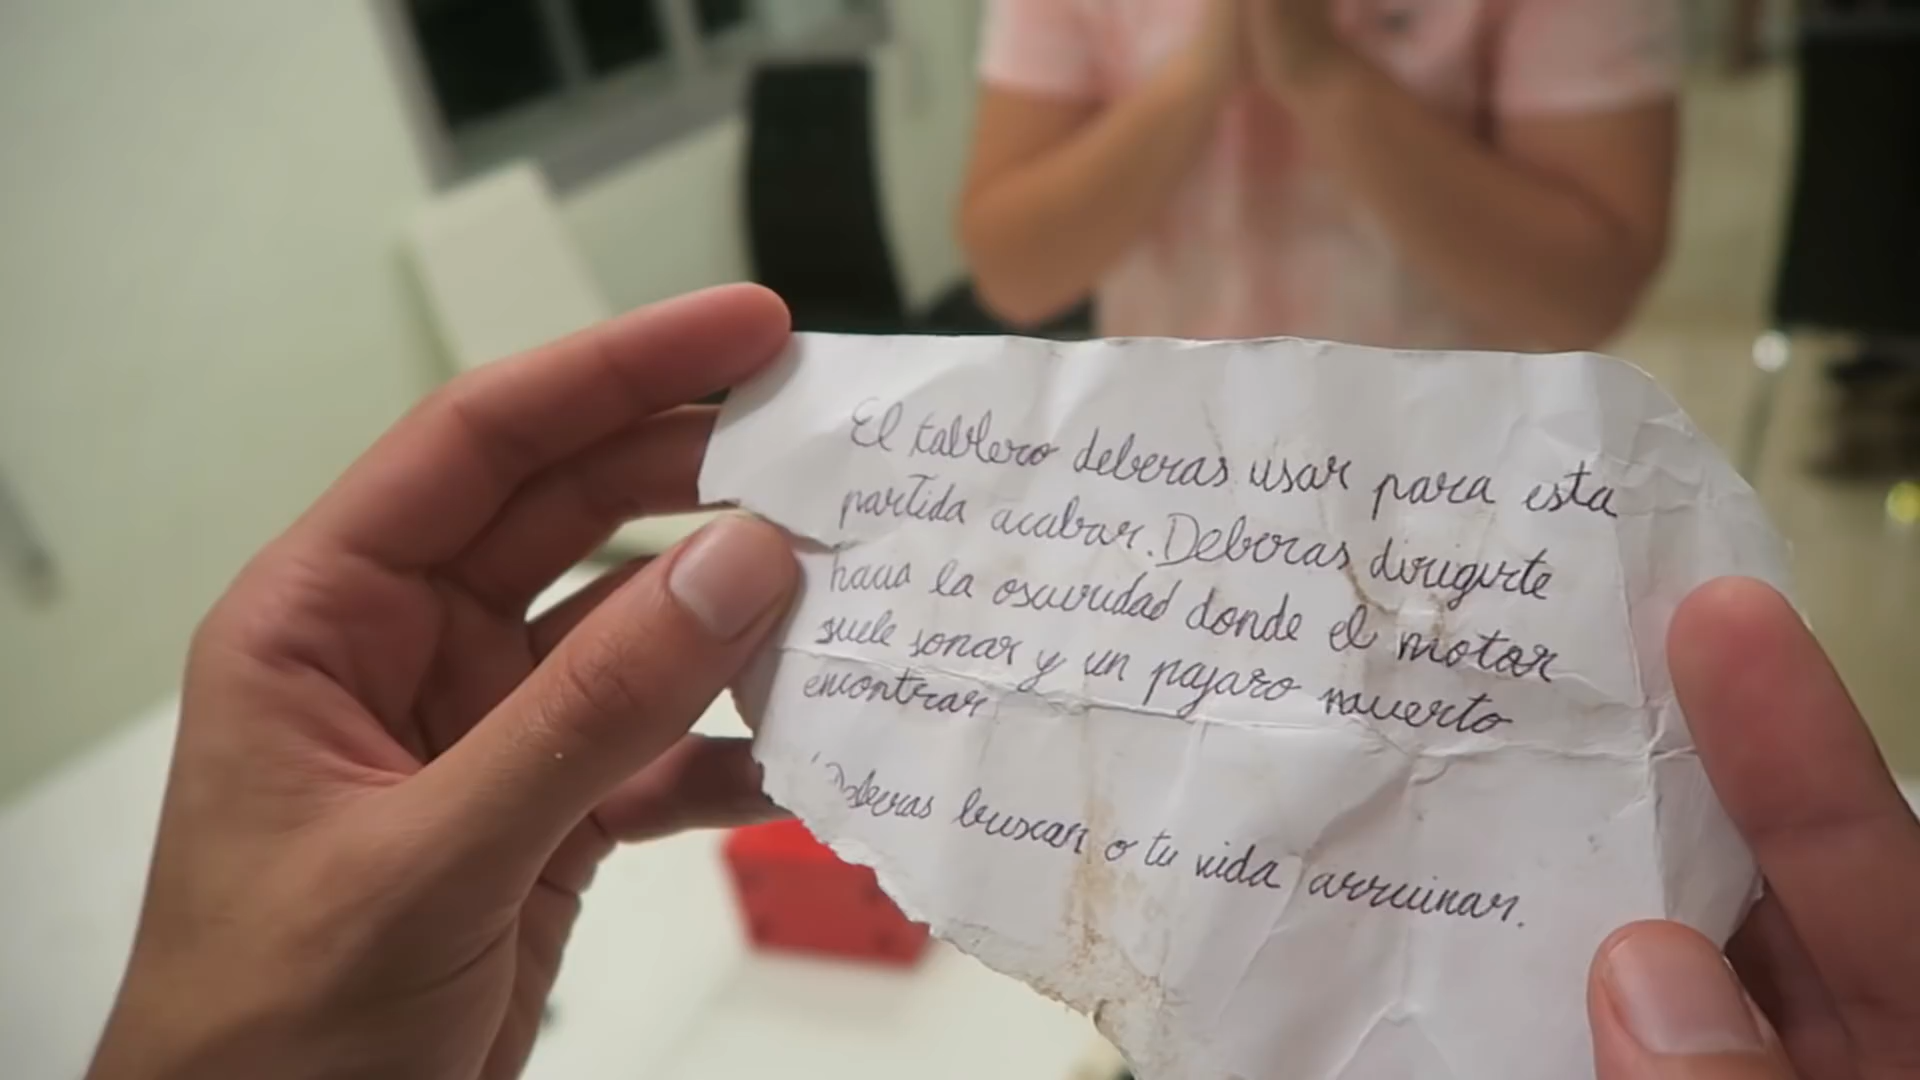 El tablero deberas usar para esta
partida acabar. Deberas dirigirte
hacia la oscuridad donde el motor
suele sonar y un pajaro muerto
encontrar
Deberas buscar o tu vida arruinar.